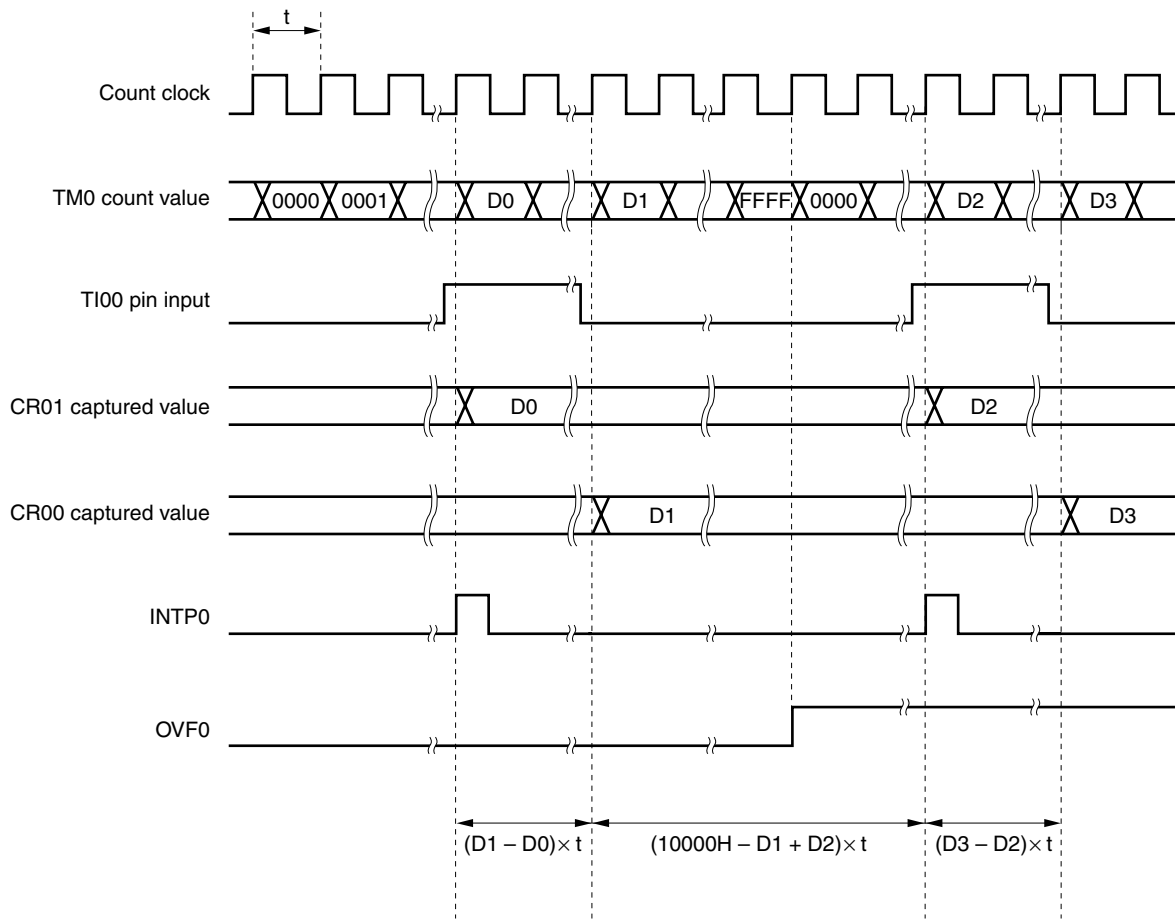 t
Count clock
TM0 count value 0000 0001 D0 D1 FFFF 0000 D2 D3
TI00 pin input
CR01 captured value D0 D2
CR00 captured value D1 D3
INTP0
OVF0
(D1 – D0) × t (10000H – D1 + D2) × t (D3 – D2) × t